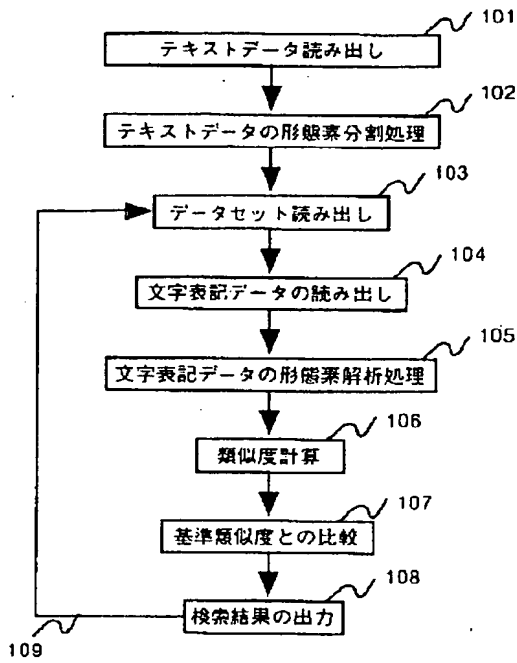 101
テキストデータ読み出し
102
テキストデータの形態素分割処理
103
データセット読み出し
104
文字表記データの読み出し
105
文字表記データの形態素解析処理
106
類似度計算
107
基準類似度との比較
108
検索結果の出力
109